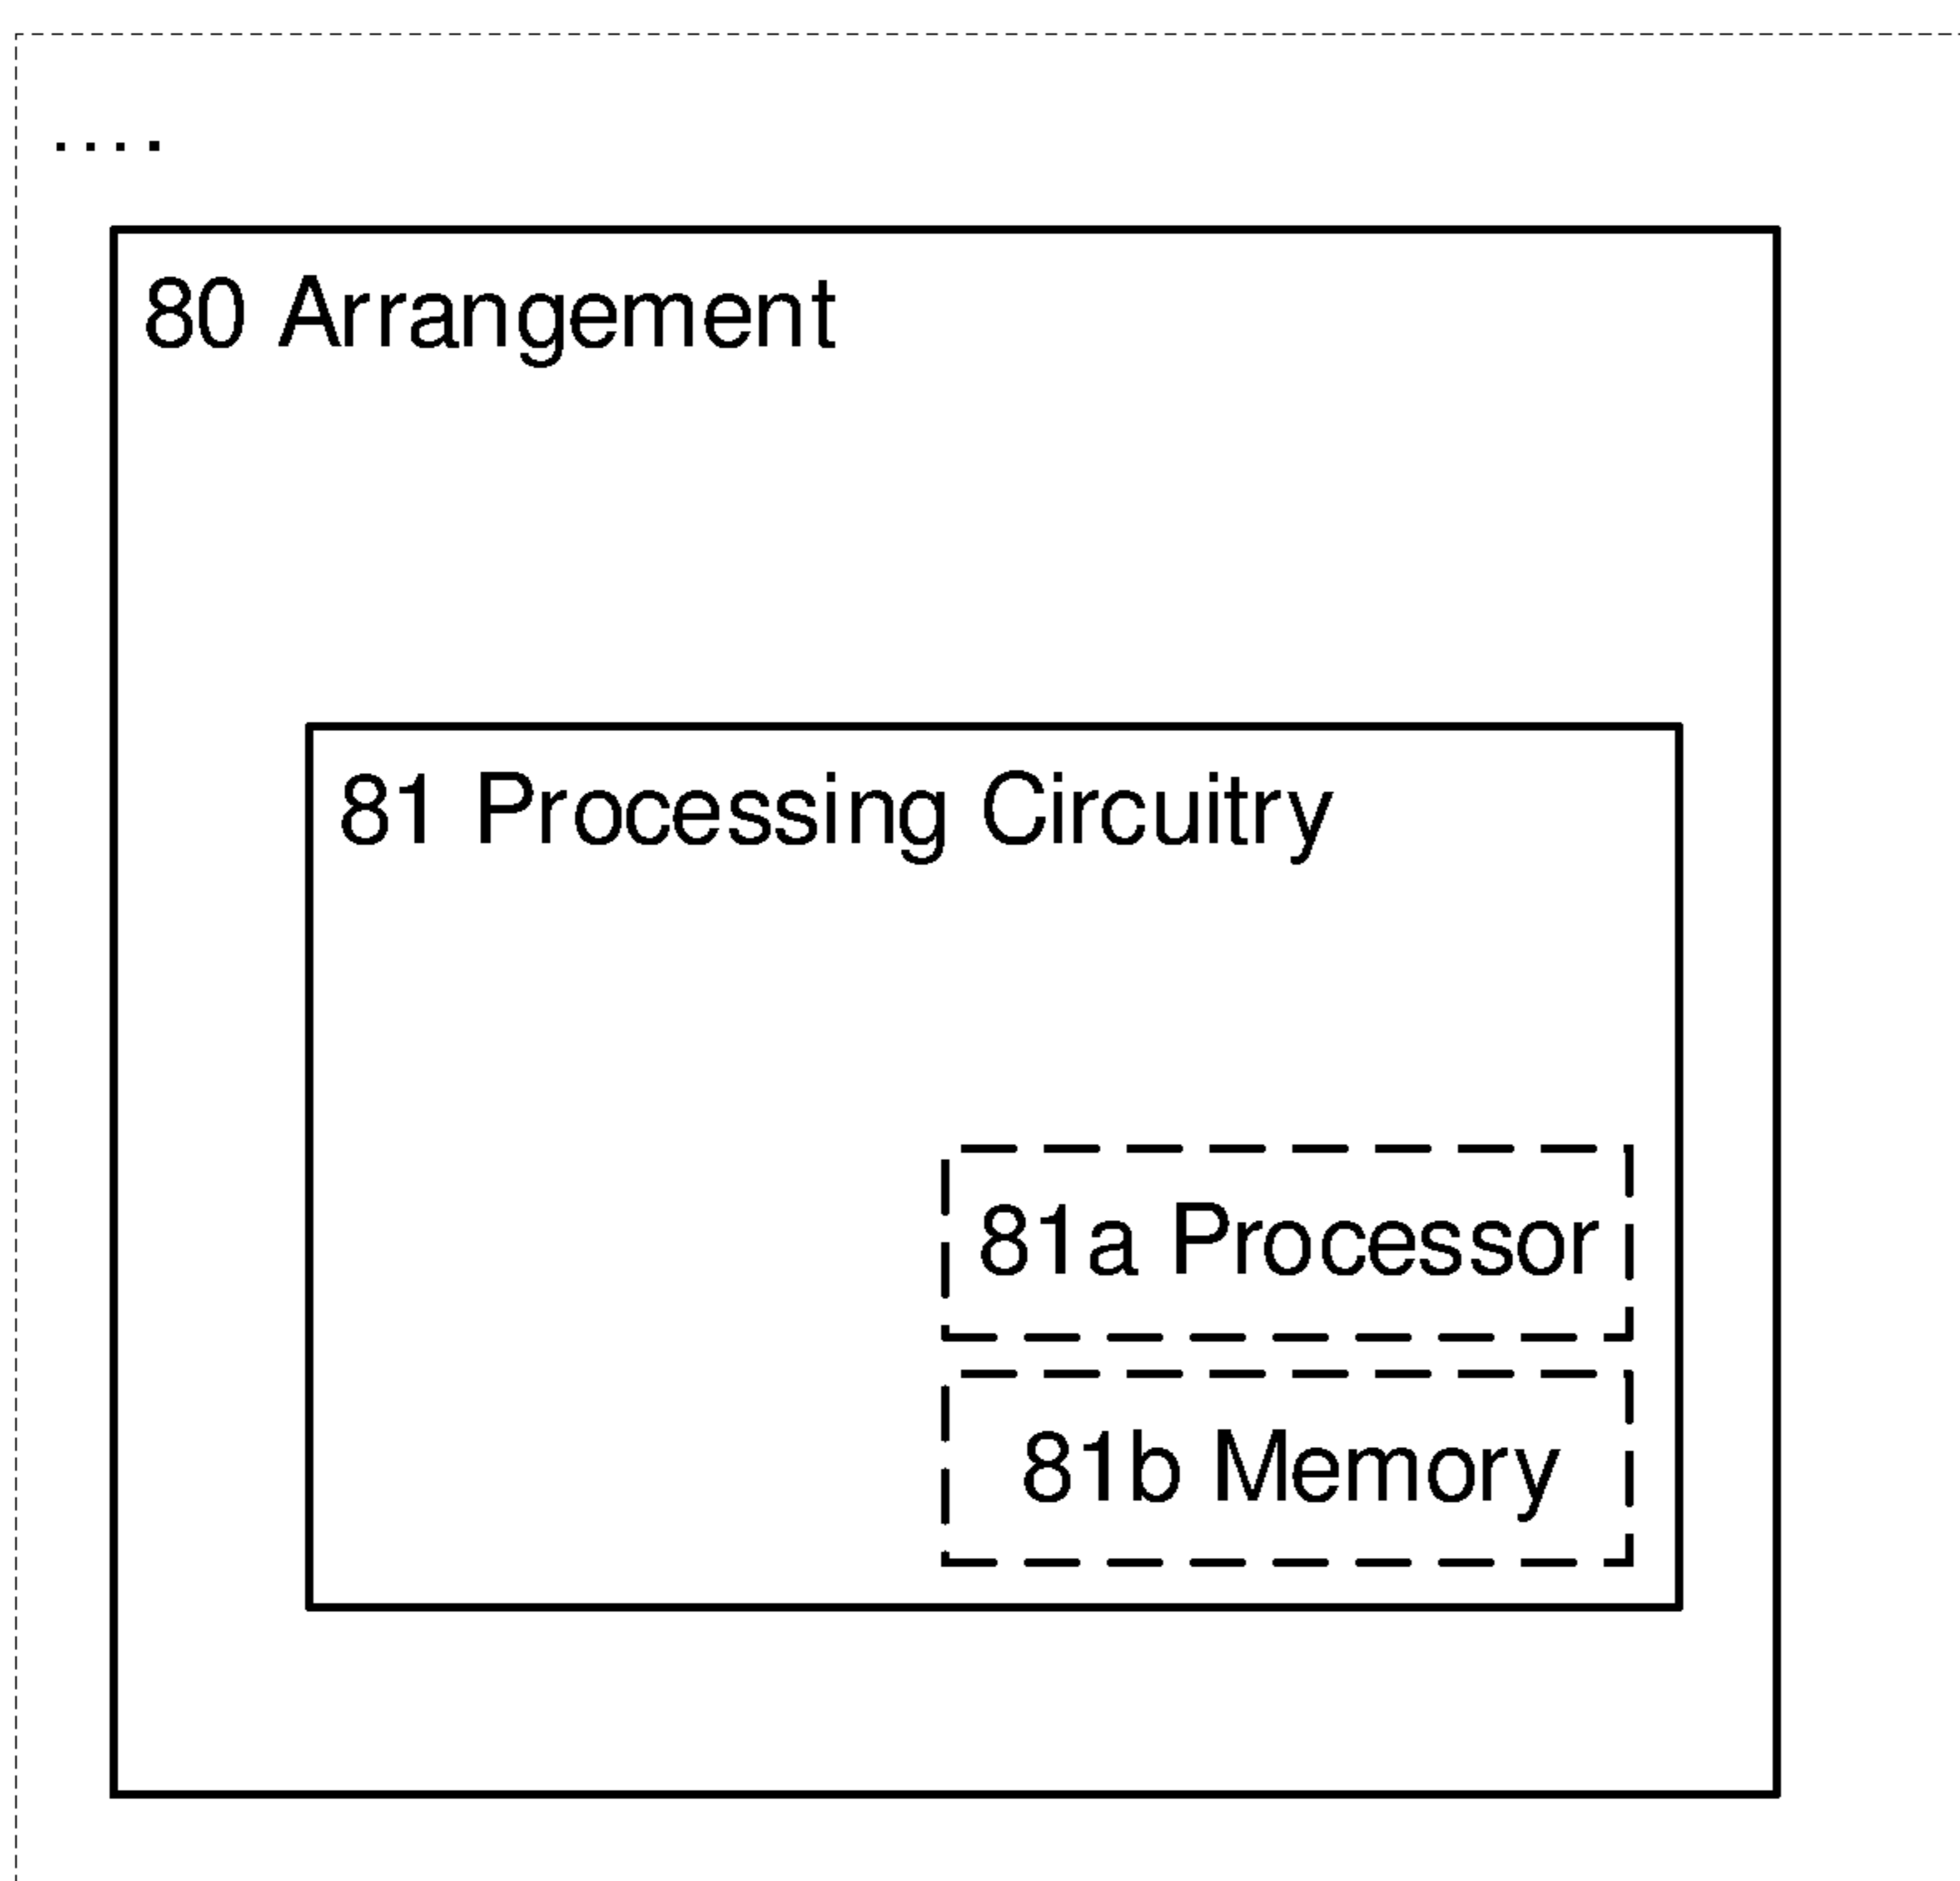 ....
80 Arrangement
81 Processing Circuitry
81a Processor
81b Memory